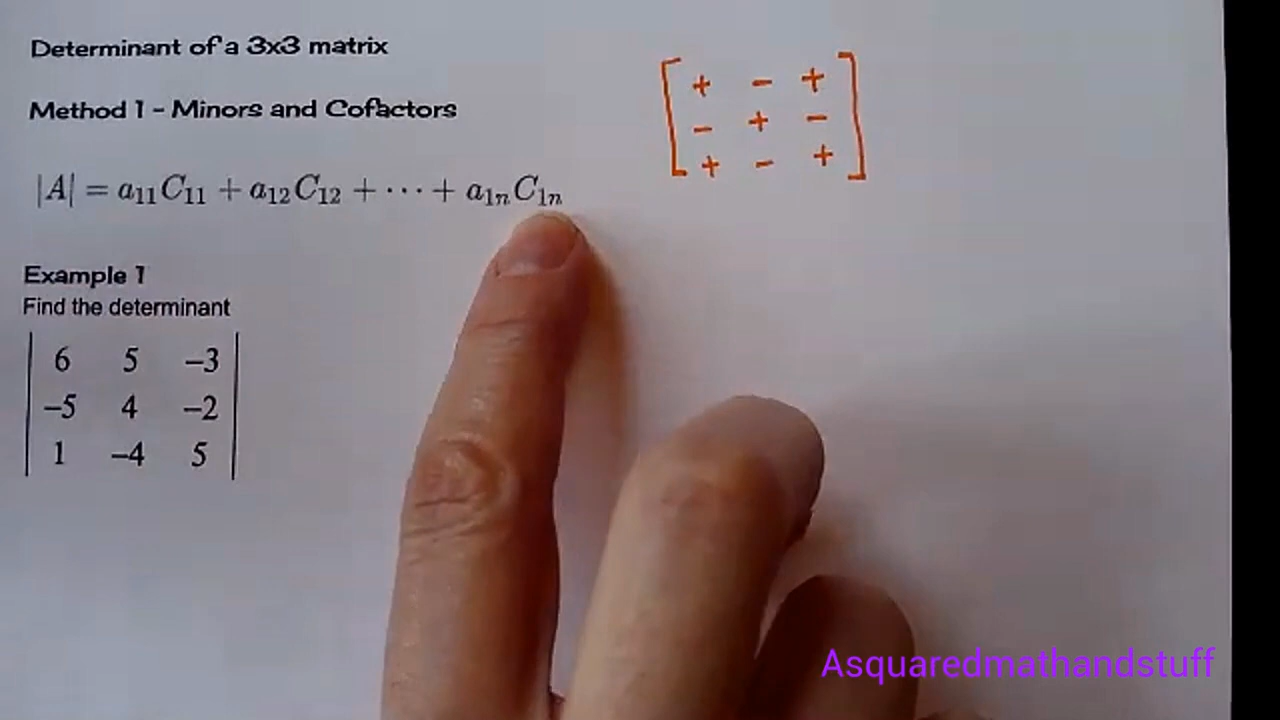 Determinant of a 3x3 matrix
Method 1 - Minors and Cofactors
|A| = a₁₁C₁₁ + a₁₂C₁₂ + ⋯ + a₁ₙC₁ₙ
+ − +
− + −
+ − +
Example 1
Find the determinant
6 5 −3
−5 4 −2
1 −4 5
Asquaredmathandstuff